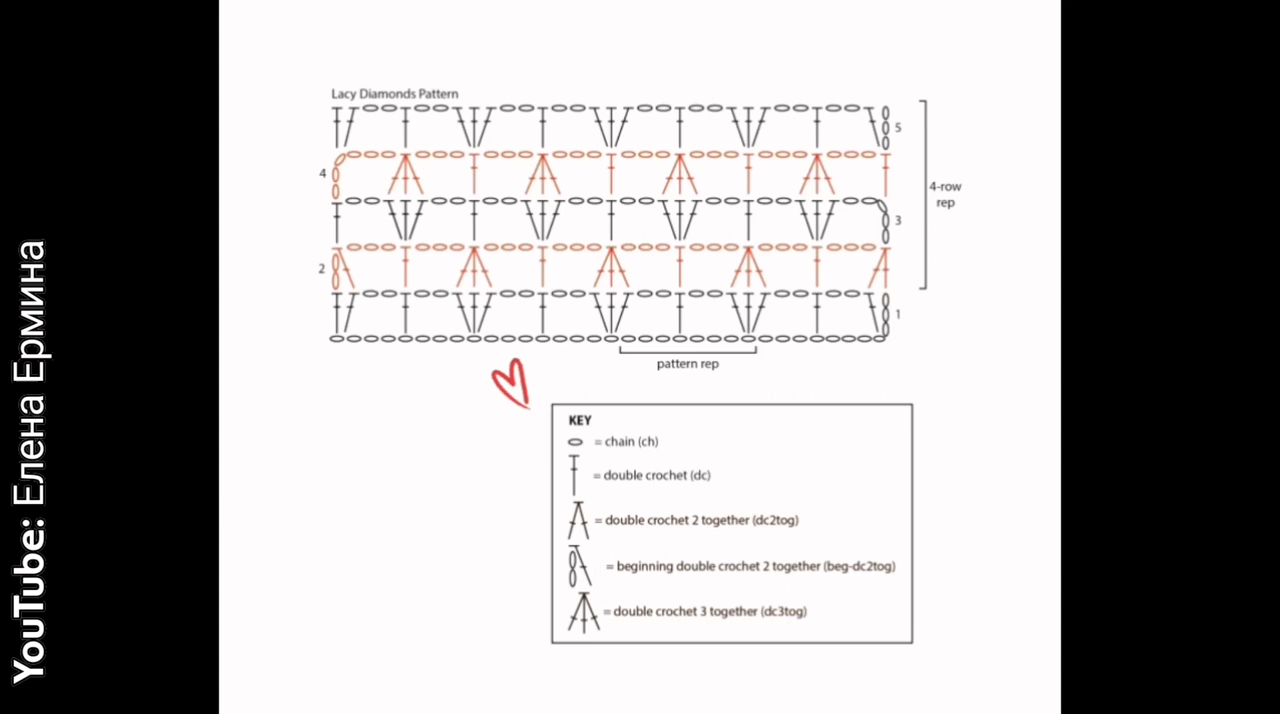 YouTube: Елена Ермина
Lacy Diamonds Pattern
5
4
4-row
rep
3
2
1
pattern rep
KEY
= chain (ch)
= double crochet (dc)
= double crochet 2 together (dc2tog)
= beginning double crochet 2 together (beg-dc2tog)
= double crochet 3 together (dc3tog)